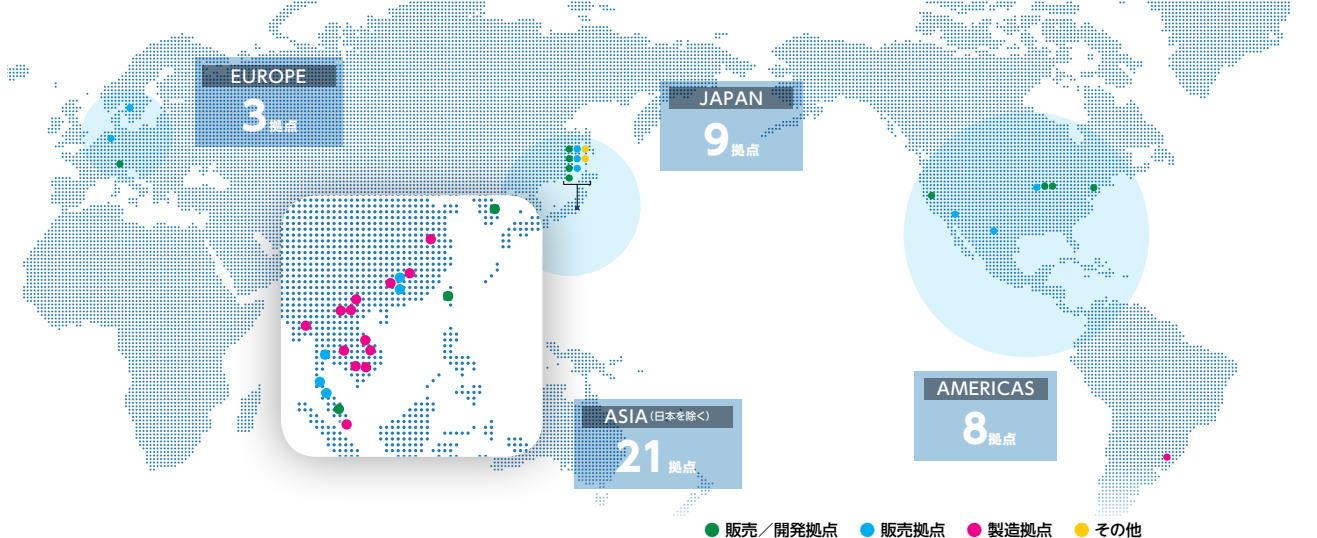 EUROPE
3拠点
JAPAN
9拠点
ASIA(日本を除く)
21拠点
AMERICAS
8拠点
販売/開発拠点 販売拠点 製造拠点 その他